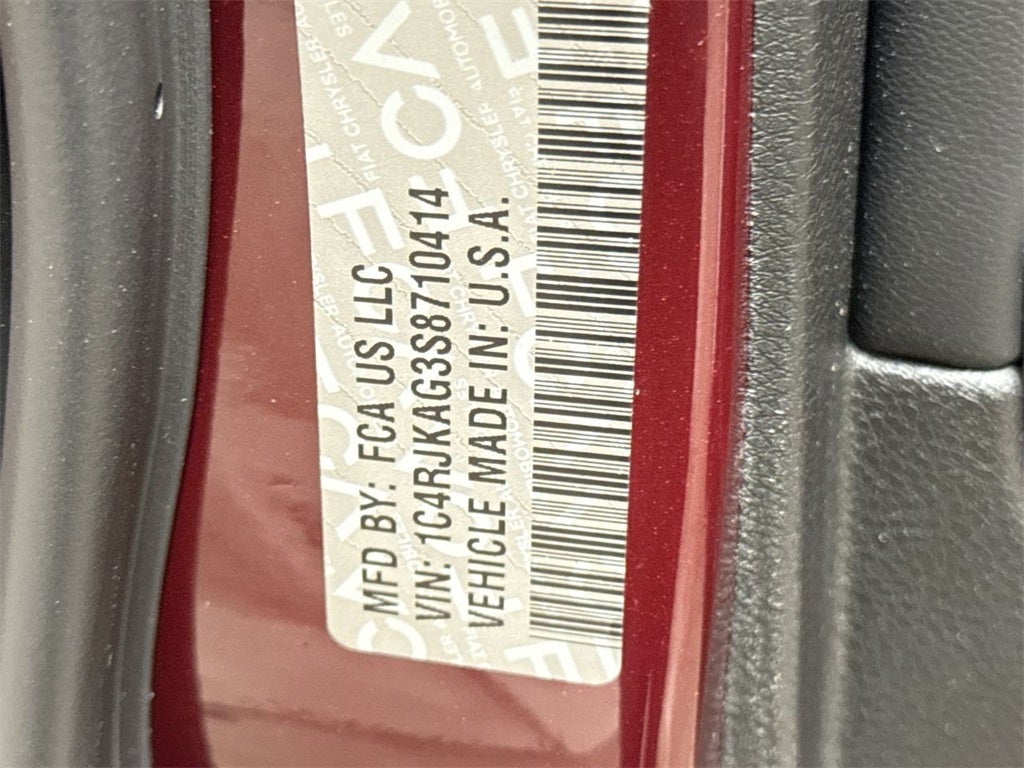 MFD BY: FCA US LLC
VIN: 1C4RJKAG3S8710414
VEHICLE MADE IN: U.S.A.